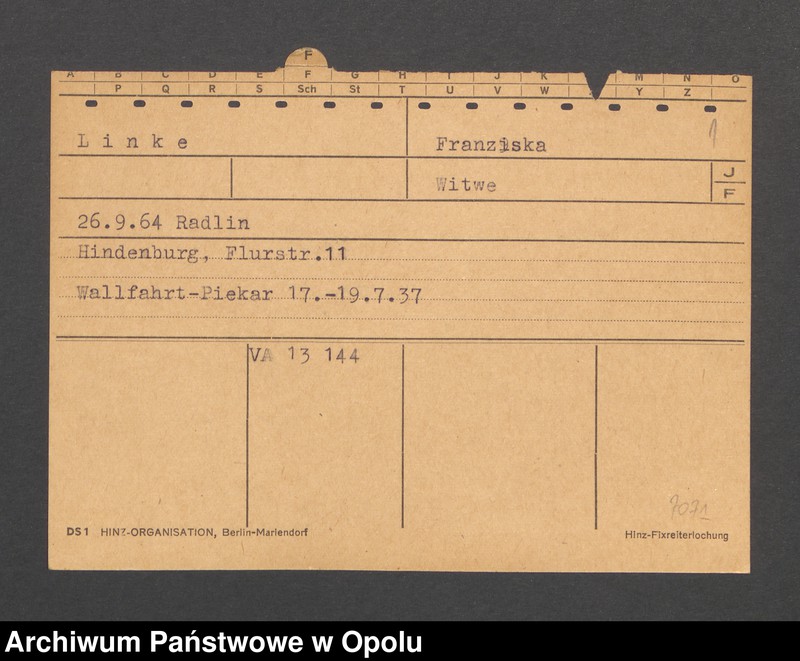 F
A B C D E F G H I J K M N O
P Q R S Sch St T U V W Y Z
Linke Franziska 1
Witwe J
F
26.9.64 Radlin
Hindenburg, Flurstr.11
Wallfahrt-Piekar 17.-19.7.37
VA 13 144
7071
DS1 HINZ-ORGANISATION, Berlin-Mariendorf Hinz-Fixreiterlochung
Archiwum Państwowe w Opolu